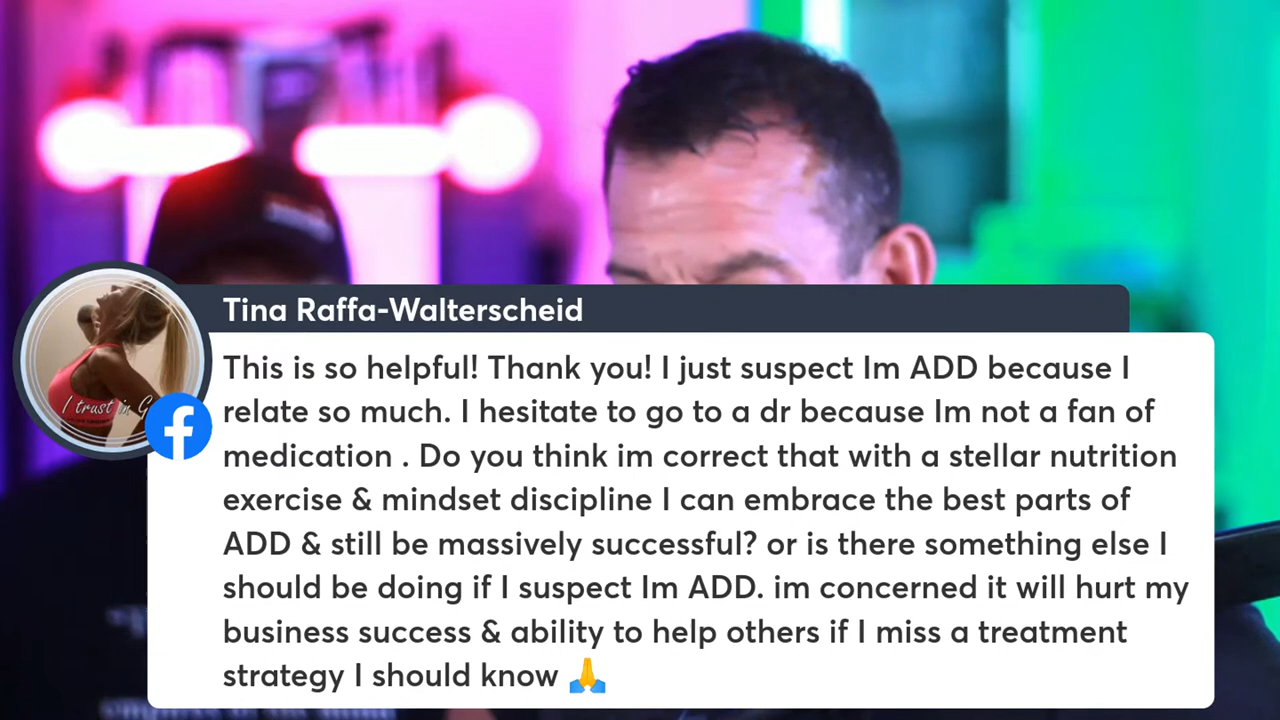 Tina Raffa-Walterscheid
This is so helpful! Thank you! I just suspect Im ADD because I
relate so much. I hesitate to go to a dr because Im not a fan of
medication . Do you think im correct that with a stellar nutrition
exercise & mindset discipline I can embrace the best parts of
ADD & still be massively successful? or is there something else I
should be doing if I suspect Im ADD. im concerned it will hurt my
business success & ability to help others if I miss a treatment
strategy I should know 🙏
I trust in G